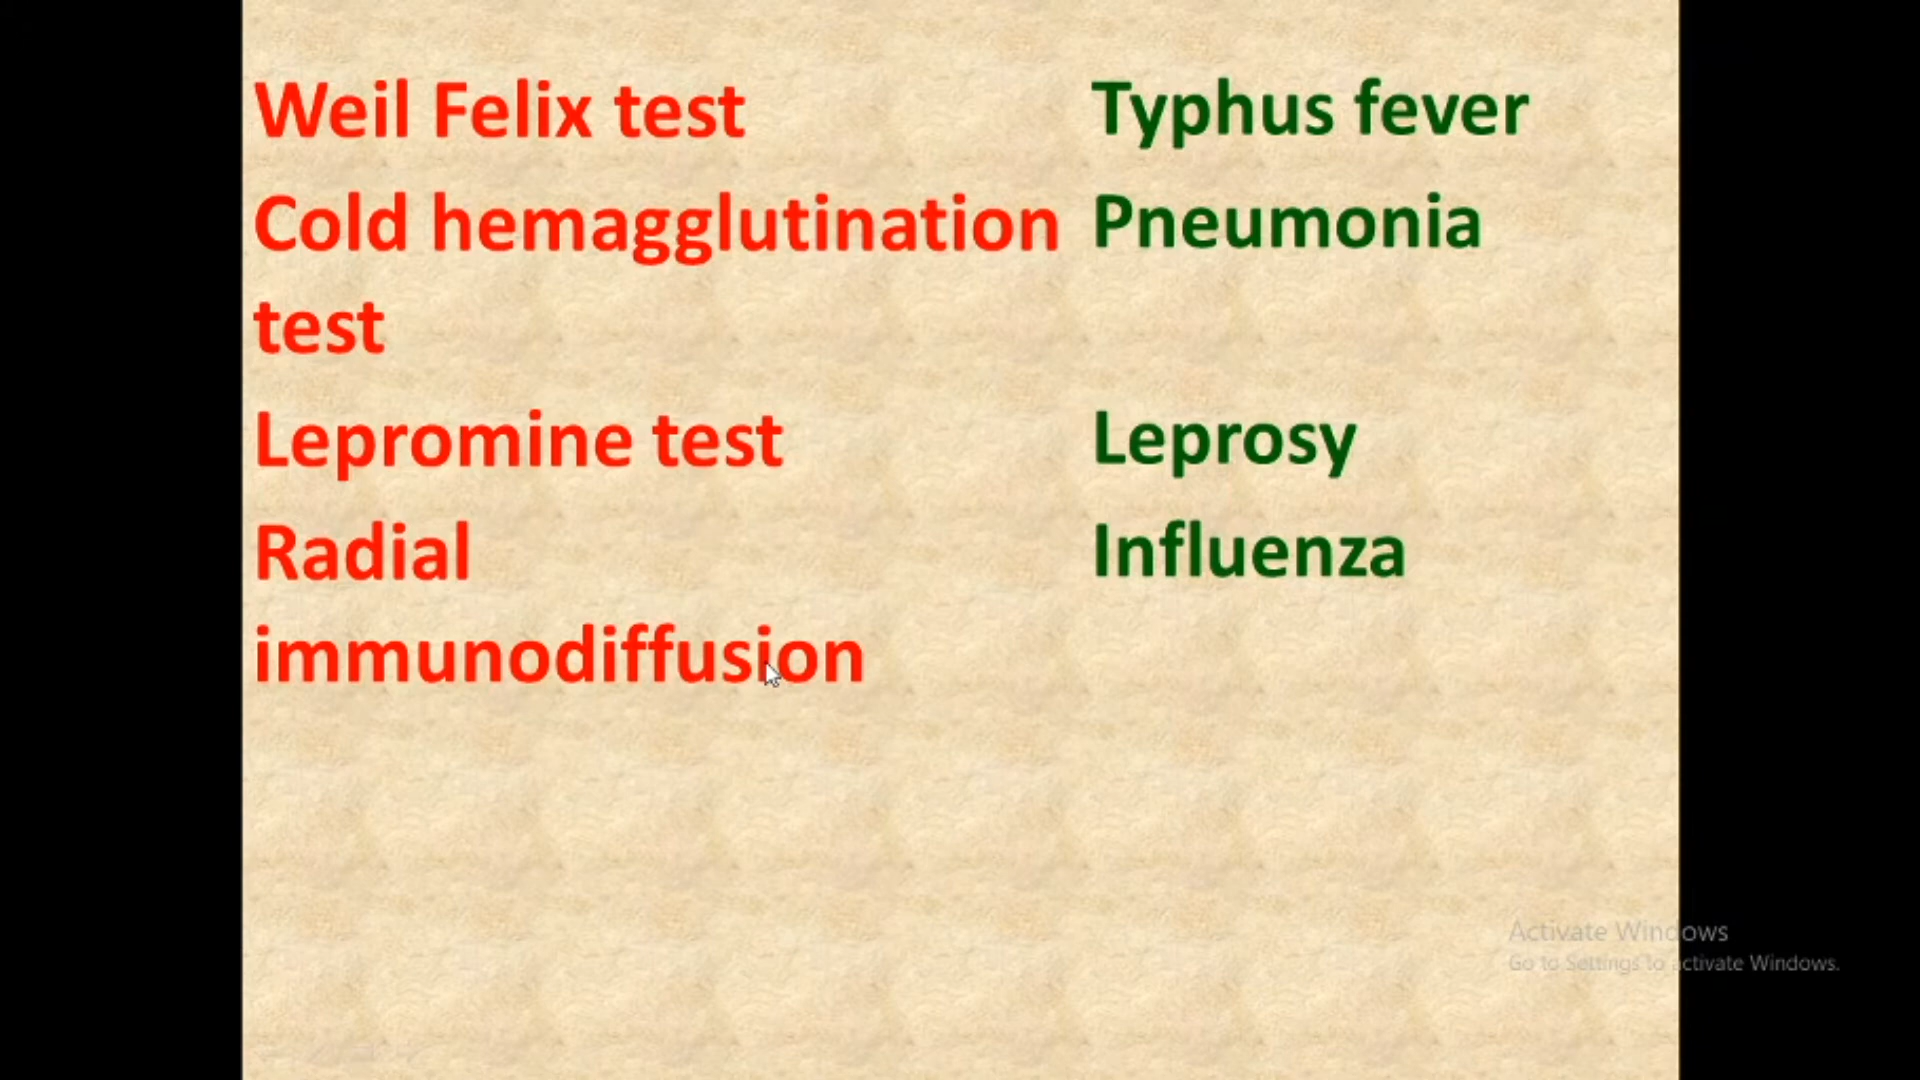 Weil Felix test Typhus fever
Cold hemagglutination Pneumonia
test
Lepromine test Leprosy
Radial Influenza
immunodiffusion
Activate Windows
Go to Settings to activate Windows.